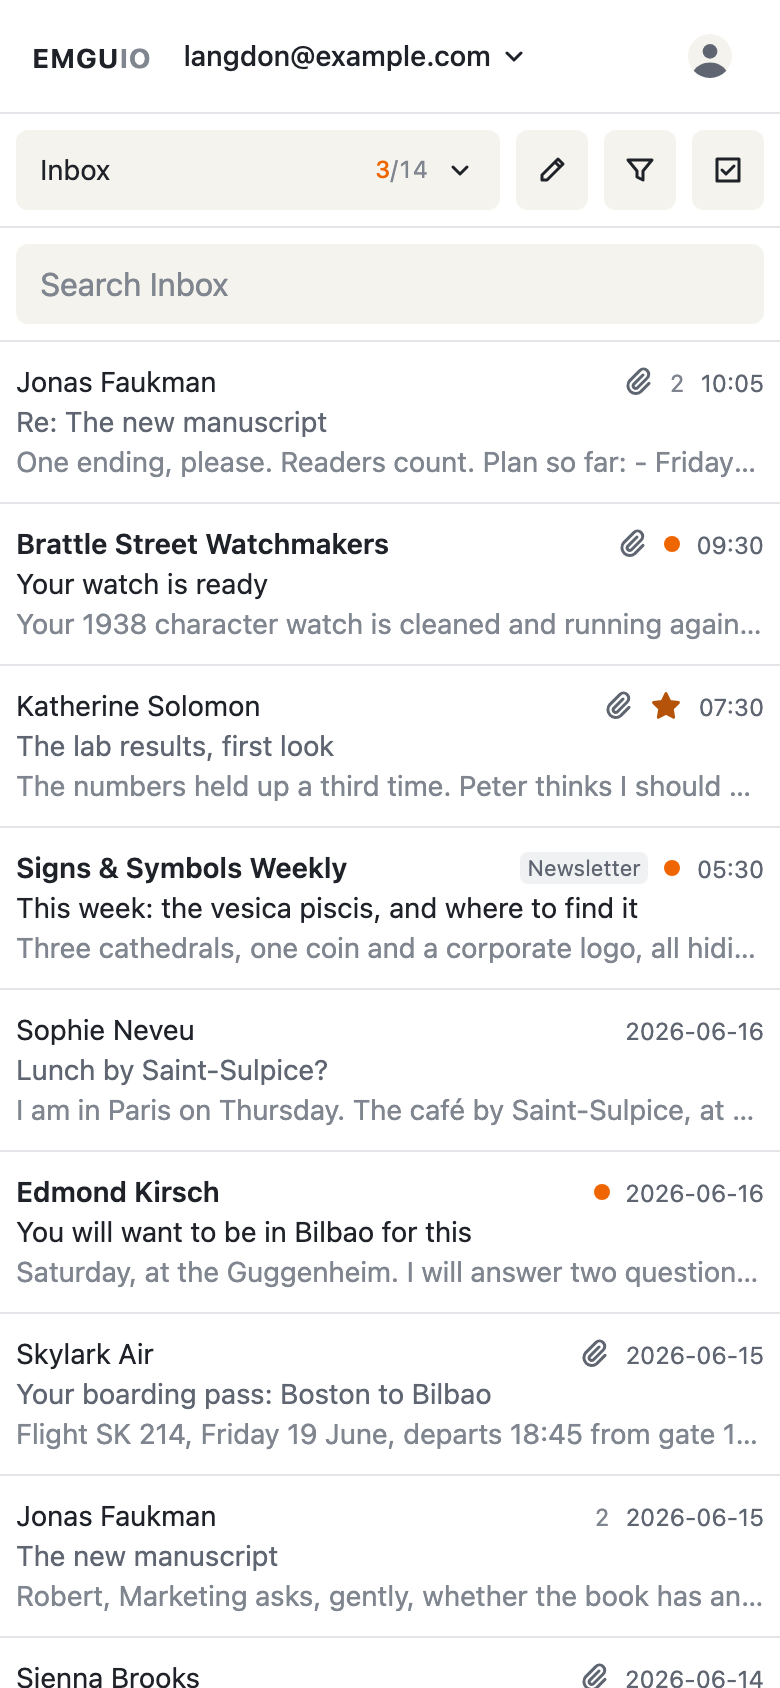 EMGUIO langdon@example.com
Inbox 3/14
Search Inbox
Jonas Faukman 2 10:05
Re: The new manuscript
One ending, please. Readers count. Plan so far: - Friday...
Brattle Street Watchmakers 09:30
Your watch is ready
Your 1938 character watch is cleaned and running again...
Katherine Solomon 07:30
The lab results, first look
The numbers held up a third time. Peter thinks I should ...
Signs & Symbols Weekly Newsletter 05:30
This week: the vesica piscis, and where to find it
Three cathedrals, one coin and a corporate logo, all hidi...
Sophie Neveu 2026-06-16
Lunch by Saint-Sulpice?
I am in Paris on Thursday. The café by Saint-Sulpice, at ...
Edmond Kirsch 2026-06-16
You will want to be in Bilbao for this
Saturday, at the Guggenheim. I will answer two question...
Skylark Air 2026-06-15
Your boarding pass: Boston to Bilbao
Flight SK 214, Friday 19 June, departs 18:45 from gate 1...
Jonas Faukman 2 2026-06-15
The new manuscript
Robert, Marketing asks, gently, whether the book has an...
Sienna Brooks 2026-06-14